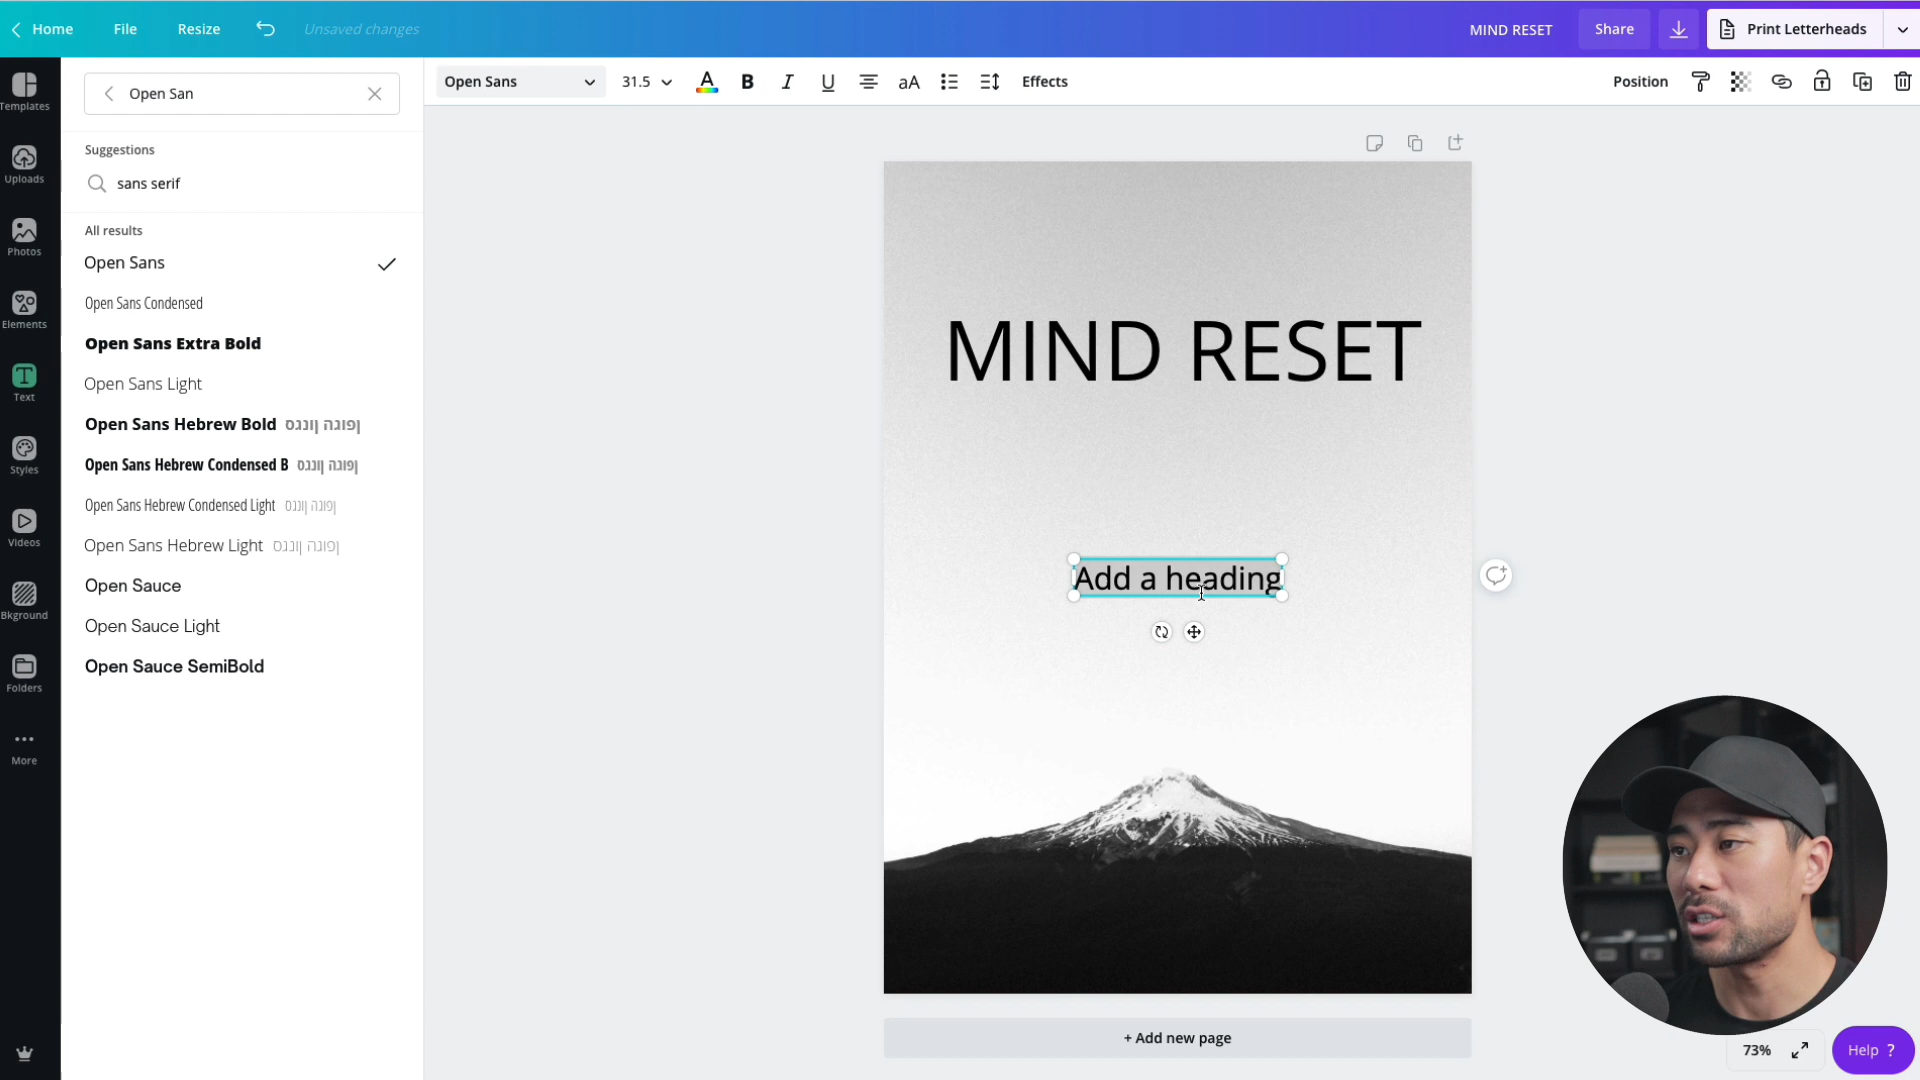 Home File Resize Unsaved changes MIND RESET Share Print Letterheads
Open Sans 31.5 A B I U aA Effects Position
Templates
Uploads
Photos
Elements
Text
Styles
Videos
Bkground
Folders
More
Open San
Suggestions
sans serif
All results
Open Sans
Open Sans Condensed
Open Sans Extra Bold
Open Sans Light
Open Sans Hebrew Bold
Open Sans Hebrew Condensed B
Open Sans Hebrew Condensed Light
Open Sans Hebrew Light
Open Sauce
Open Sauce Light
Open Sauce SemiBold
MIND RESET
Add a heading
+ Add new page
73%
Help ?